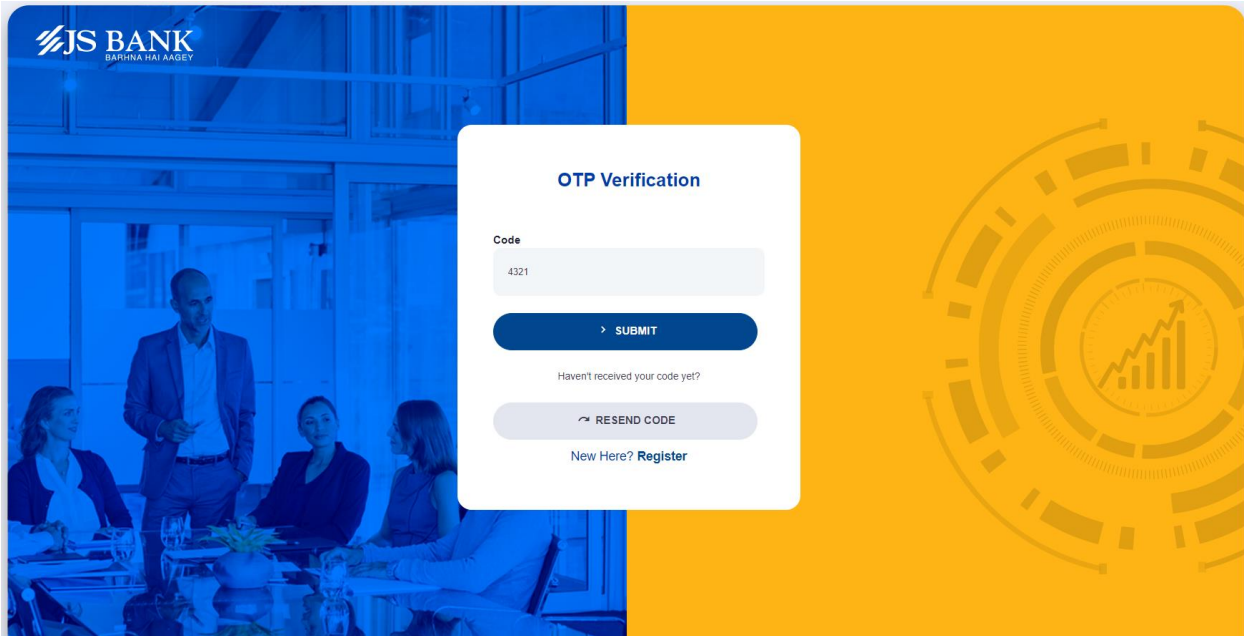 JS BANK
BARHNA HAI AAGEY
OTP Verification
Code
4321
SUBMIT
Haven't received your code yet?
RESEND CODE
New Here? Register